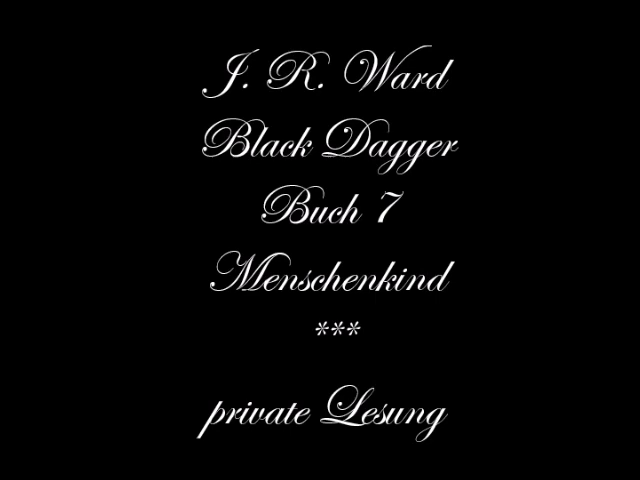 J. R. Ward
Black Dagger
Buch 7
Menschenkind
***
private Lesung